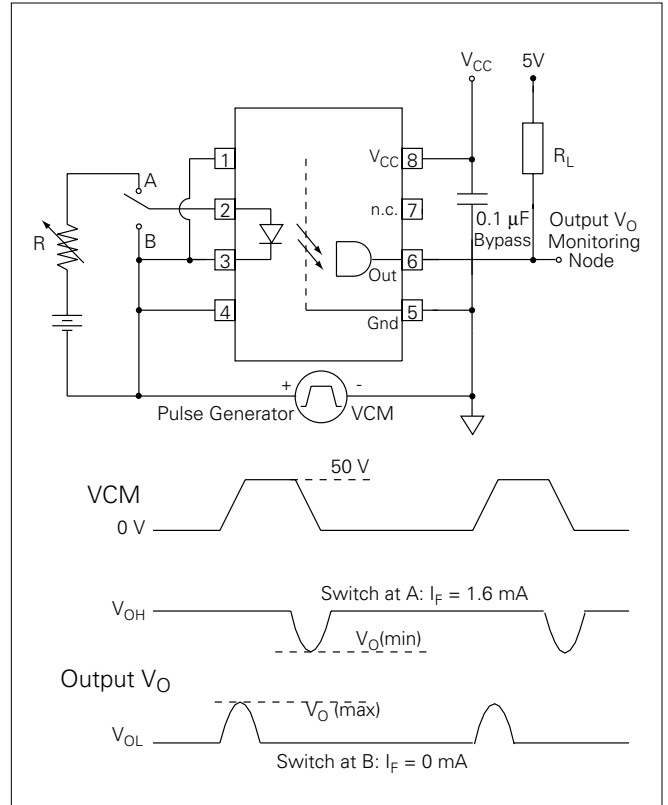 V_CC 5V
1 V_CC 8
A R_L
2 n.c. 7
R B 0.1 μF Output V_O
Bypass Monitoring
3 Out 6 Node
4 Gnd 5
+ -
Pulse Generator VCM
50 V
VCM
0 V
Switch at A: I_F = 1.6 mA
V_OH
V_O(min)
Output V_O
V_O (max)
V_OL
Switch at B: I_F = 0 mA